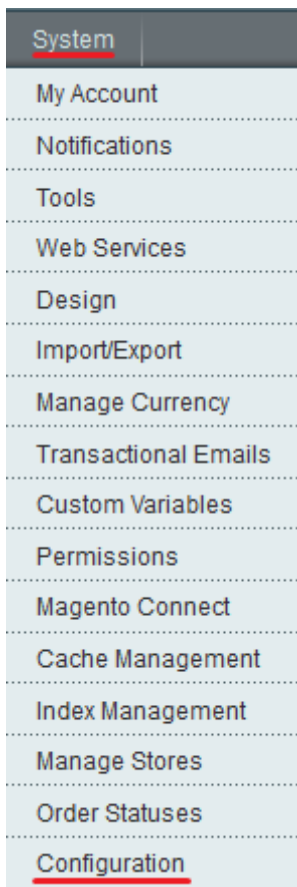 System
My Account
Notifications
Tools
Web Services
Design
Import/Export
Manage Currency
Transactional Emails
Custom Variables
Permissions
Magento Connect
Cache Management
Index Management
Manage Stores
Order Statuses
Configuration